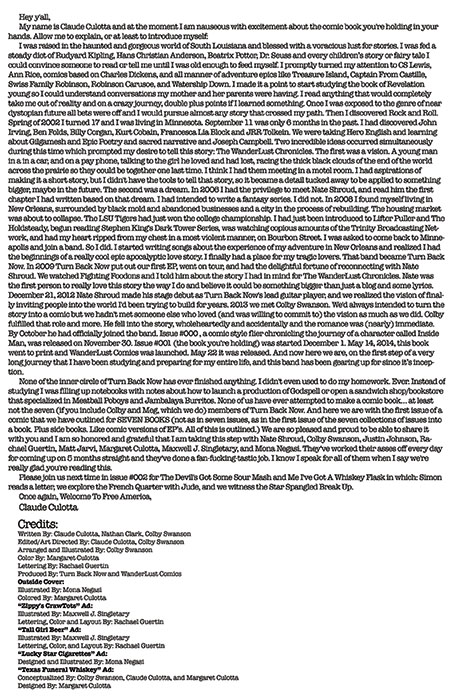 Hey y'all,
My name is Claude Culotta and at the moment I am nauseous with excitement about the comic book you're holding in your
hands. Allow me to explain, or at least to introduce myself:
I was raised in the haunted and gorgeous world of South Louisiana and blessed with a voracious lust for stories. I was fed a
steady diet of Rudyard Kipling, Hans Christian Anderson, Beatrix Potter, Dr. Seuss and every children's story or fairy tale I
could convince someone to read or tell me until I was old enough to feed myself. I promptly turned my attention to CS Lewis,
Ann Rice, comics based on Charles Dickens, and all manner of adventure epics like Treasure Island, Captain From Castille,
Swiss Family Robinson, Robinson Caruso, and Watership Down. I made it a point to start studying the book of Revelation
young so I could understand conversations my mother and her parents were having. I read anything that would completely
take me out of reality and on a crazy journey, double plus points if I learned something. Once I was exposed to the genre of near
dystopian future all bets were off and I would pursue almost any story that crossed my path. Then I discovered Rock and Roll.
Spring of 2002 I turned 17 and I was living in Minnesota. September 11 was only 6 months in the past. I had discovered John
Irving, Ben Folds, Billy Corgan, Kurt Cobain, Francesca Lia Block and JRR Tolkein. We were taking Hero English and learning
about Gilgamesh and Epic Poetry and sacred narrative and Joseph Campbell. Two incredible ideas occurred simultaneously
during this time which prompted my desire to tell this story: The WanderLust Chronicles. The first was a vision. A young man
in a in a car; and on a pay phone, talking to the girl he loved and had lost, racing the thick black clouds of the end of the world
across the prairie so they could be together one last time. I think I had them meeting in a motel room. I had aspirations of
making it a short story, but I didn't have the tools to tell that story, so it became a detail tucked away to be applied to something
bigger, maybe in the future. The second was a dream. In 2006 I had the privilege to meet Nate Shroud, and read him the first
chapter I had written based on that dream. I had intended to write a fantasy series. I did not. In 2008 I found myself living in
New Orleans, surrounded by black mold and abandoned businesses and a city in the process of rebuilding. The housing market
was about to collapse. The LSU Tigers had just won the college championship. I had just been introduced to Lifter Puller and The
Holdsteady, begun reading Stephen King's Dark Tower Series, was watching copious amounts of the Trinity Broadcasting Net-
work, and had my heart ripped from my chest in a most violent manner, on Bourbon Street. I was asked to come back to Minne-
apolis and join a band. So I did. I started writing songs about the experience of my adventure in New Orleans and realized I had
the beginnings of a really cool epic apocalyptic love story. I finally had a place for my tragic lovers. That band became Turn Back
Now. In 2009 Turn Back Now put out our first EP, went on tour, and had the delightful fortune of reconnecting with Nate
Shroud. We watched Fighting Foodons and I told him about the story I had in mind for The WanderLust Chronicles. Nate was
the first person to really love this story the way I do and believe it could be something bigger than just a blog and some lyrics.
December 21, 2012 Nate Shroud made his stage debut as Turn Back Now's lead guitar player, and we realized the vision of final-
ly inviting people into the world I'd been trying to build for years. 2013 we met Colby Swanson. We'd always intended to turn the
story into a comic but we hadn't met someone else who loved (and was willing to commit to) the vision as much as we did. Colby
fulfilled that role and more. He fell into the story, wholeheartedly and accidentally and the romance was (nearly) immediate.
By October he had officially joined the band. Issue #000 , a comic style flier chronicling the journey of a character called Inside
Man, was released on November 30. Issue #001 (the book you're holding) was started December 1. May 14, 2014, this book
went to print and WanderLust Comics was launched. May 22 it was released. And now here we are, on the first step of a very
long journey that I have been studying and preparing for my entire life, and this band has been gearing up for since it's incep-
tion.
None of the inner circle of Turn Back Now has ever finished anything. I didn't even used to do my homework. Ever. Instead of
studying I was filling up notebooks with notes about how to launch a production of Godspell or open a sandwich shop/bookstore
that specialised in Meatball Poboys and Jambalaya Burritos. None of us have ever attempted to make a comic book... at least
not the seven (if you include Colby and Mog, which we do) members of Turn Back Now. And here we are with the first issue of a
comic that we have outlined for SEVEN BOOKS (not as in seven issues, as in the first issue of the seven collections of issues into
a book. Plus side books. Like comic versions of EP's. All of this is outlined.) We are pleased and proud to be able to share it
with you and I am so honored and grateful that I am taking this step with Nate Shroud, Colby Swanson, Justin Johnson, Ra-
chael Guertin, Matt Jarvi, Margaret Culotta, Maxwell J. Singletary, and Mona Negasi. They've worked their asses off every day
for coming up on 5 months straight and they've done a fan-fucking-tastic job. I know I speak for all of them when I say we're
really glad you're reading this.
Please join us next time in issue #002 for The Devil's Got Some Sour Mash and Me I've Got A Whiskey Flask in which: Simon
reads a letter, we explore the French Quarter with Jude, and we witness the Star Spangled Break Up.
Once again, Welcome To Free America,
Claude Culotta
Credits:
Written By: Claude Culotta, Nathan Clark, Colby Swanson
Edited/Art Directed By: Claude Culotta, Colby Swanson
Arranged and Illustrated By: Colby Swanson
Color By: Margaret Culotta
Lettering By: Rachael Guertin
Produced By: Turn Back Now and WanderLust Comics
Outside Cover:
Illustrated By: Mona Negasi
Colored By: Margaret Culotta
"Zippy's CrawTots" Ad:
Illustrated By: Maxwell J. Singletary
Lettering, Color and Layout By: Rachael Guertin
"Tall Girl Beer" Ad:
Illustrated By: Maxwell J. Singletary
Lettering, Color, and Layout By: Rachael Guertin
"Lucky Star Cigarettes" Ad:
Designed and Illustrated By: Mona Negasi
"Texas Funeral Whiskey" Ad:
Conceptualized By: Colby Swanson, Claude Culotta, and Margaret Culotta
Designed By: Margaret Culotta